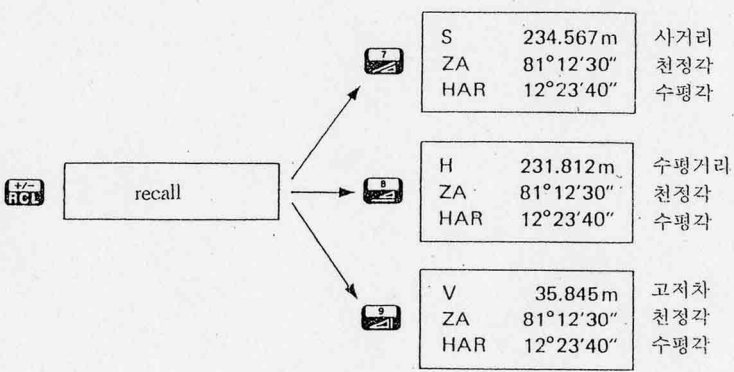 7
S 234.567m 사거리
ZA 81°12'30" 천정각
HAR 12°23'40" 수평각
+/-
RCL
recall
8
H 231.812m 수평거리
ZA 81°12'30" 천정각
HAR 12°23'40" 수평각
9
V 35.845m 고저차
ZA 81°12'30" 천정각
HAR 12°23'40" 수평각